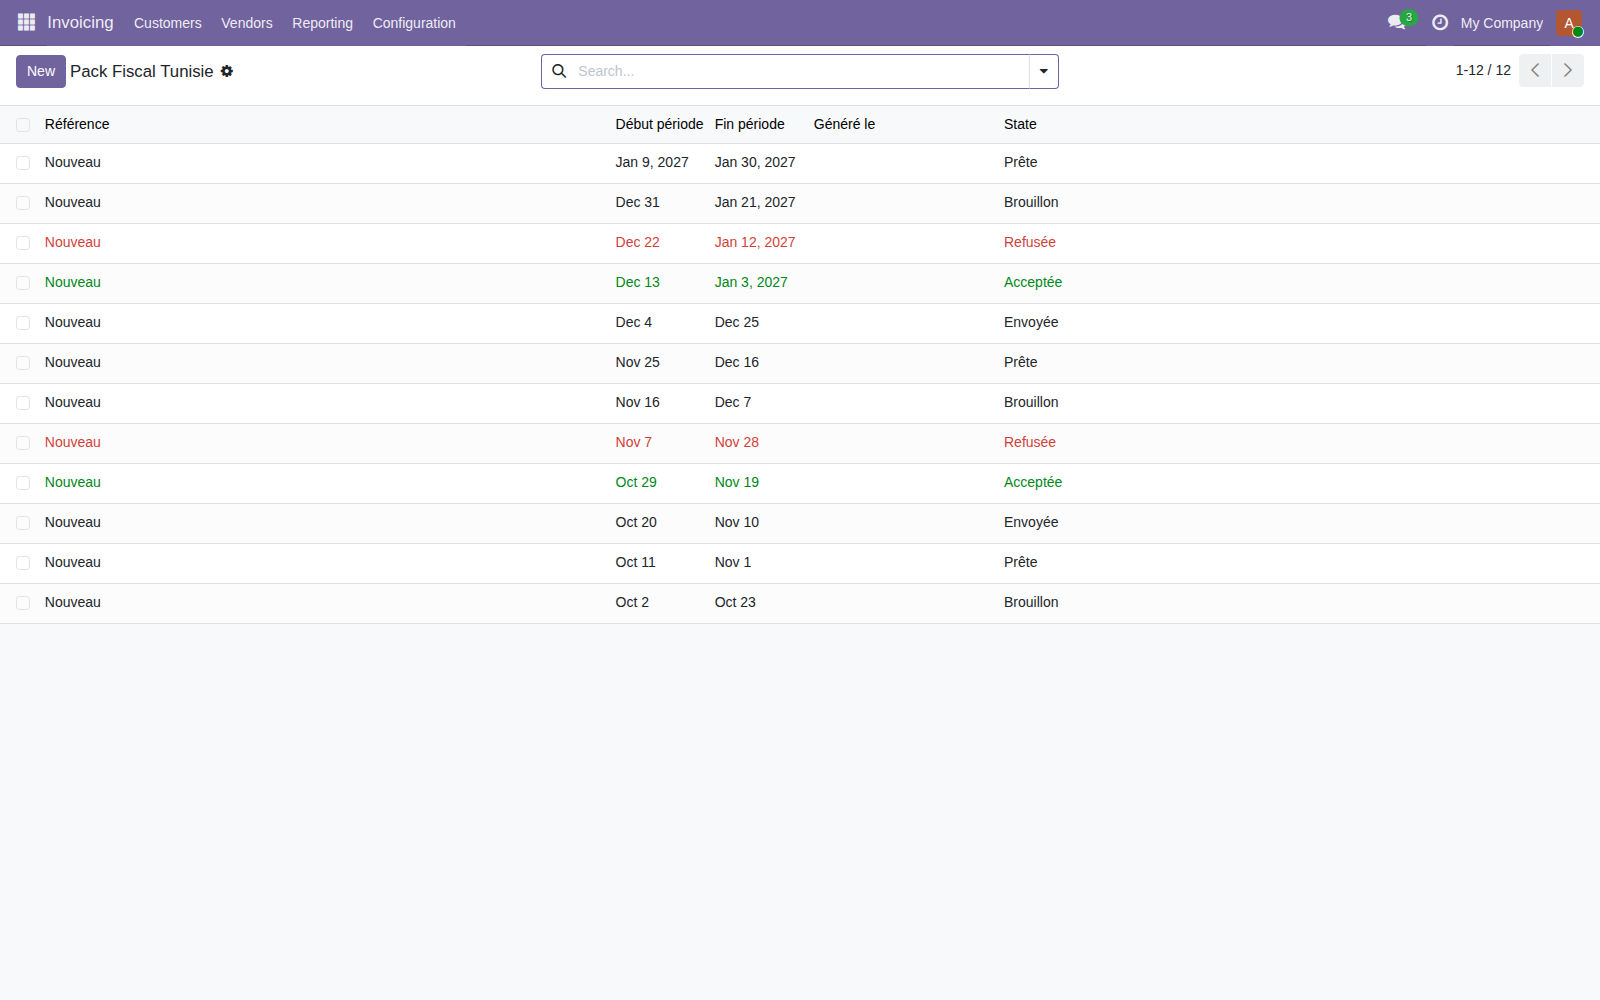 Invoicing Customers Vendors Reporting Configuration 3 My Company A
New Pack Fiscal Tunisie Search... 1-12 / 12
Référence Début période Fin période Généré le State
Nouveau Jan 9, 2027 Jan 30, 2027 Prête
Nouveau Dec 31 Jan 21, 2027 Brouillon
Nouveau Dec 22 Jan 12, 2027 Refusée
Nouveau Dec 13 Jan 3, 2027 Acceptée
Nouveau Dec 4 Dec 25 Envoyée
Nouveau Nov 25 Dec 16 Prête
Nouveau Nov 16 Dec 7 Brouillon
Nouveau Nov 7 Nov 28 Refusée
Nouveau Oct 29 Nov 19 Acceptée
Nouveau Oct 20 Nov 10 Envoyée
Nouveau Oct 11 Nov 1 Prête
Nouveau Oct 2 Oct 23 Brouillon